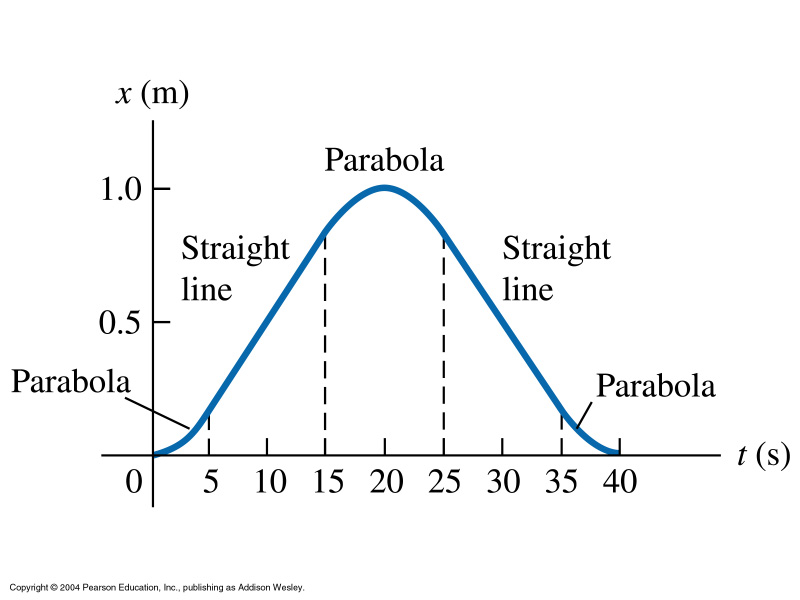 x (m)
Parabola
1.0
Straight
line
Straight
line
0.5
Parabola
Parabola
t (s)
0 5 10 15 20 25 30 35 40
Copyright © 2004 Pearson Education, Inc., publishing as Addison Wesley.